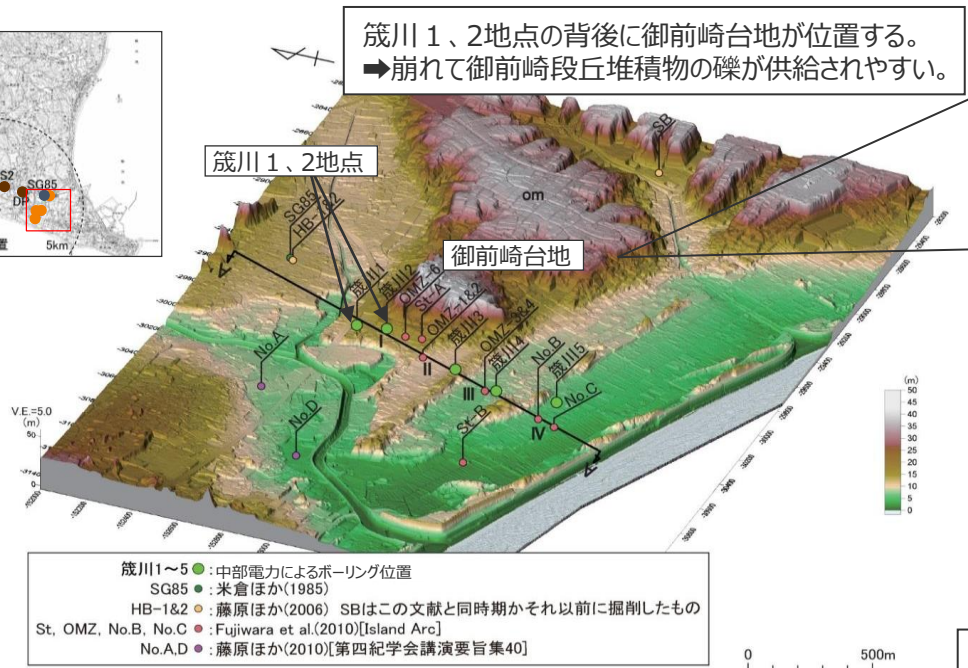 筬川１、2地点の背後に御前崎台地が位置する。
➡崩れて御前崎段丘堆積物の礫が供給されやすい。
S2
SG85
DP
置
5km
筬川１、2地点
SB
om
SG85
HB-1&2
御前崎台地
筬川1
筬川2
OMZ-6
St-A
OMZ-1&2
筬川3
筬川4
No.B
筬川5
No.C
No.A
No.D
St-B
I
II
III
IV
A
A
V.E.=5.0
(m)
50
0
(m)
50
45
40
35
30
25
20
15
10
5
0
筬川1～5 : 中部電力によるボーリング位置
SG85 : 米倉ほか(1985)
HB-1&2 : 藤原ほか(2006) SBはこの文献と同時期かそれ以前に掘削したもの
St, OMZ, No.B, No.C : Fujiwara et al.(2010)[Island Arc]
No.A,D : 藤原ほか(2010)[第四紀学会講演要旨集40]
0 500m